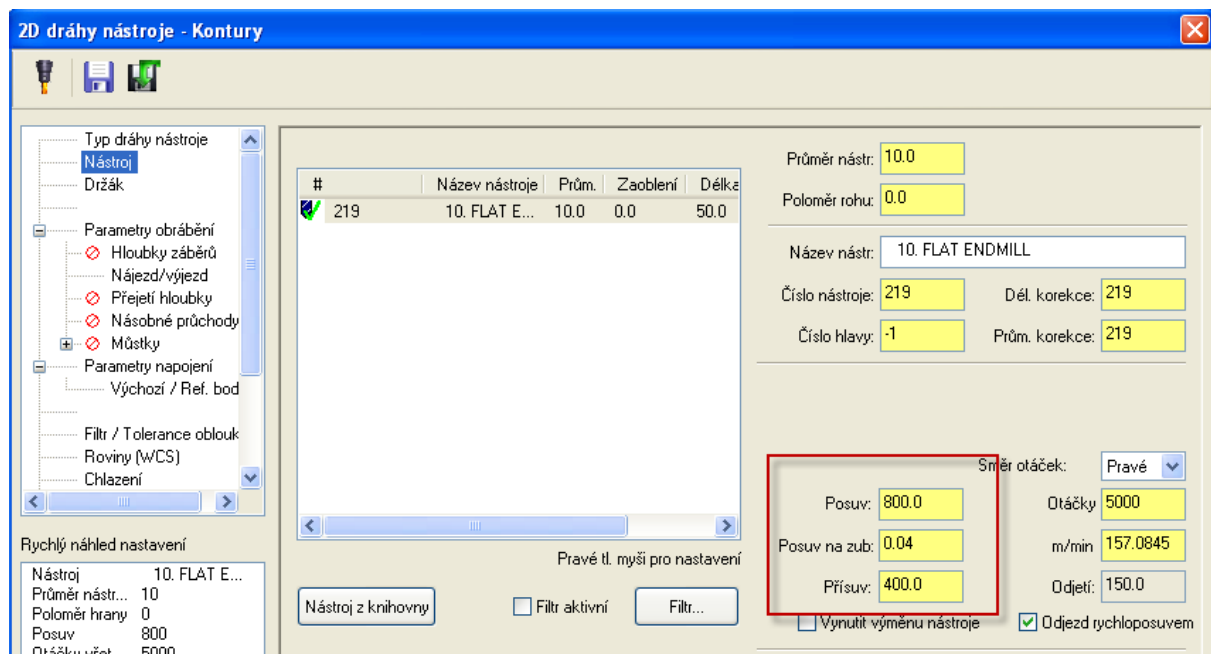 2D dráhy nástroje - Kontury
Typ dráhy nástroje
Nástroj
Držák
Parametry obrábění
Hloubky záběrů
Nájezd/výjezd
Přejetí hloubky
Násobné průchody
Můstky
Parametry napojení
Výchozí / Ref. bod
Filtr / Tolerance oblouk
Roviny (WCS)
Chlazení
Rychlý náhled nastavení
Nástroj 10. FLAT E...
Průměr nástr... 10
Poloměr hrany 0
Posuv 800
Otáčky vřet... 5000
# Název nástroje Prům. Zaoblení Délka
219 10. FLAT E... 10.0 0.0 50.0
Pravé tl. myši pro nastavení
Nástroj z knihovny Filtr aktivní Filtr...
Průměr nástr: 10.0
Poloměr rohu: 0.0
Název nástr: 10. FLAT ENDMILL
Číslo nástroje: 219 Dél. korekce: 219
Číslo hlavy: -1 Prům. korekce: 219
Směr otáček: Pravé
Posuv: 800.0 Otáčky 5000
Posuv na zub: 0.04 m/min 157.0845
Přísuv: 400.0 Odjetí: 150.0
Vynutit výměnu nástroje Odjezd rychloposuvem